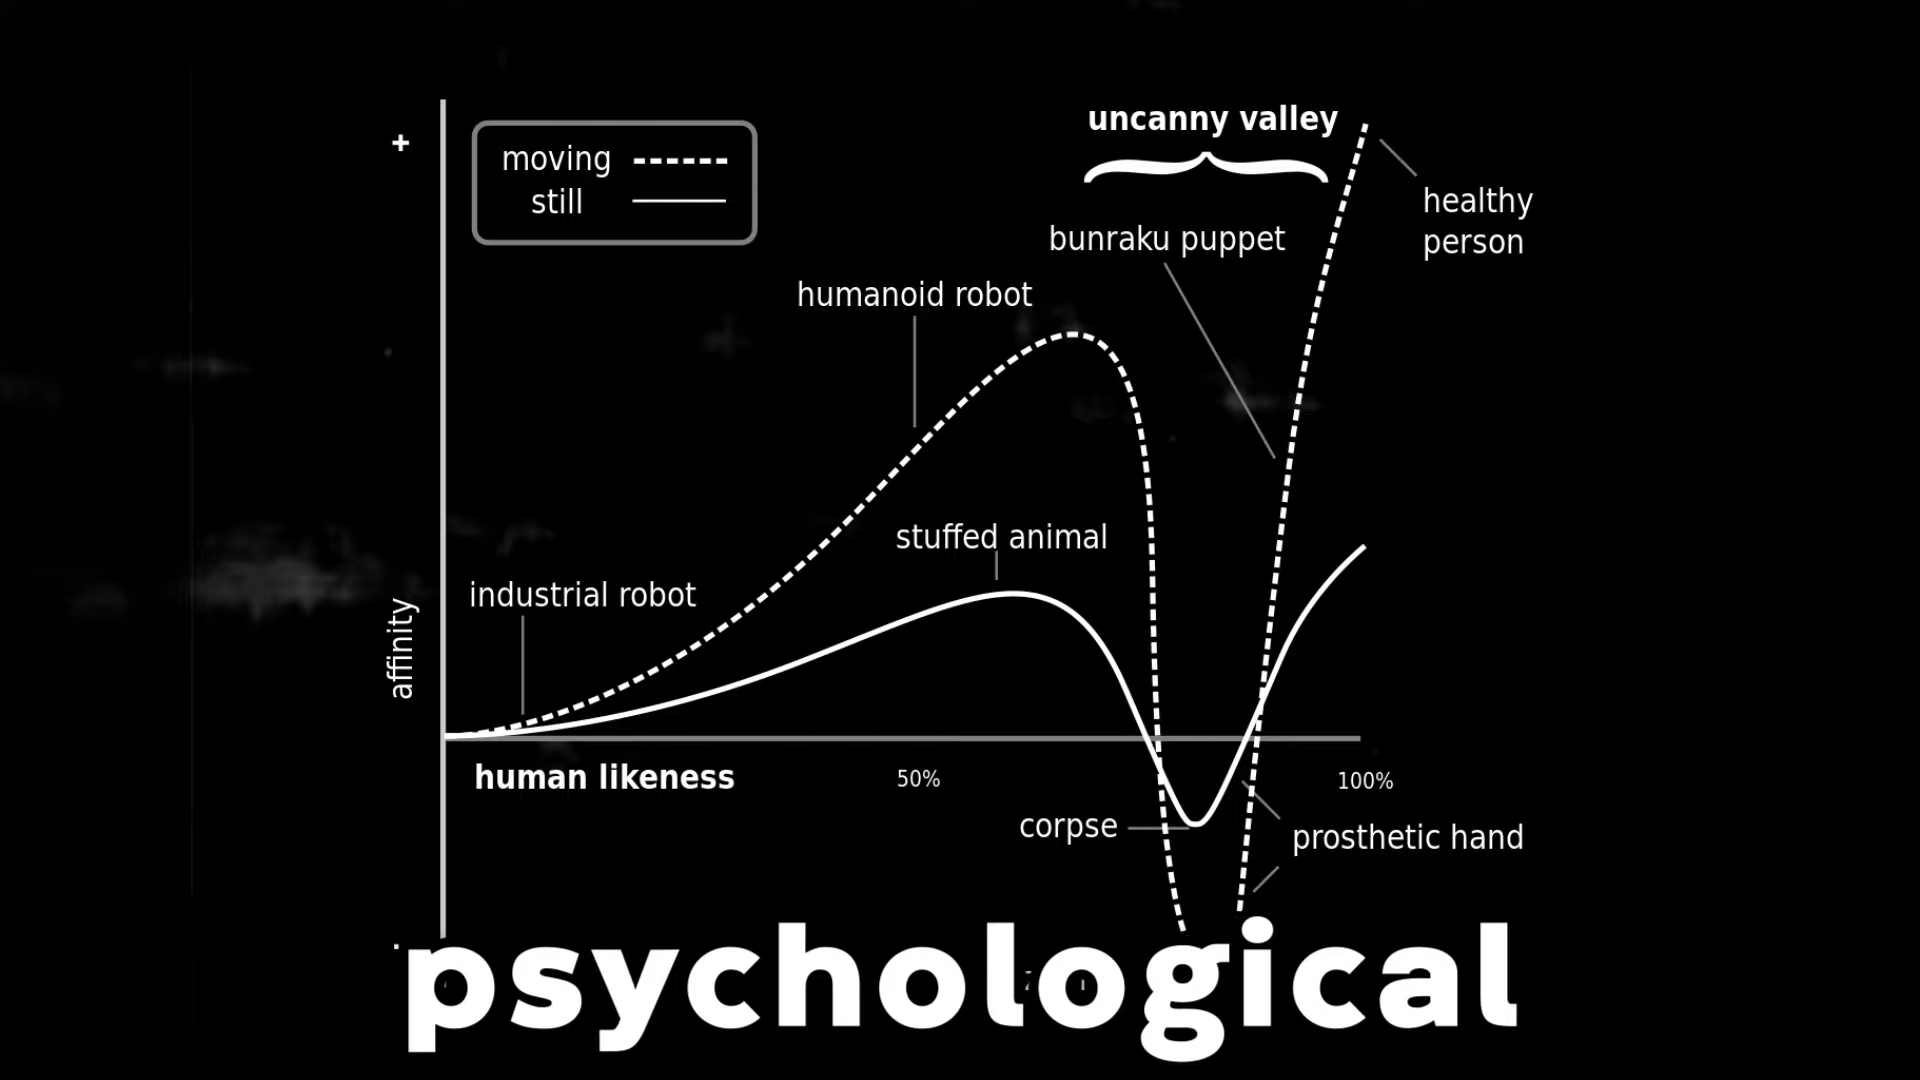 +
moving
still
uncanny valley
healthy
person
bunraku puppet
humanoid robot
stuffed animal
industrial robot
affinity
human likeness
50%
100%
corpse
prosthetic hand
psychological